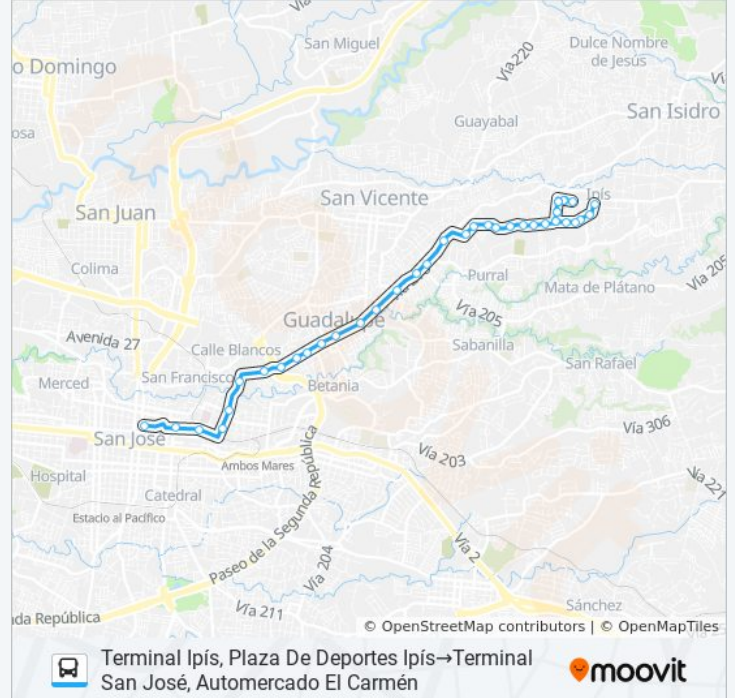 San Miguel
Dulce Nombre
de Jesús
Vía 220
o Domingo
San Isidro
osa
Guayabal
San Vicente
Ipís
San Juan
Colima
Purral
Mata de Plátano
Vía 205
Vía 205
Guadalupe
Avenida 27
Calle Blancos
Sabanilla
San Rafael
Merced
San Francisco
Betania
San José
Vía 306
Vía 203
Ambos Mares
Hospital
Catedral
Vía 221
Estacio al Pacífico
Paseo de la Segunda República
Vía 2
Vía 204
Vía 211
Sánchez
da República
© OpenStreetMap contributors | © OpenMapTiles
Terminal Ipís, Plaza De Deportes Ipís→Terminal
San José, Automercado El Carmén
moovit